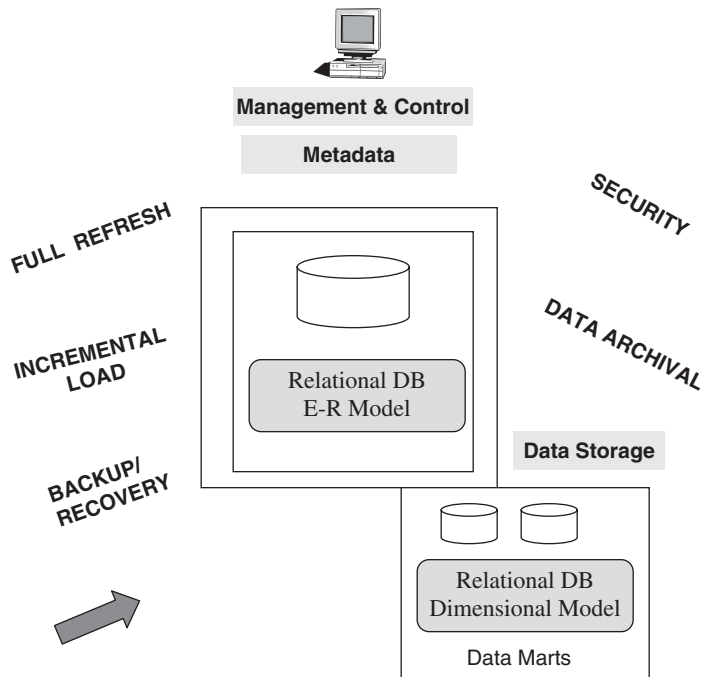 Management & Control
Metadata
FULL REFRESH
SECURITY
INCREMENTAL
LOAD
DATA ARCHIVAL
Relational DB
E-R Model
BACKUP/
RECOVERY
Data Storage
Relational DB
Dimensional Model
Data Marts